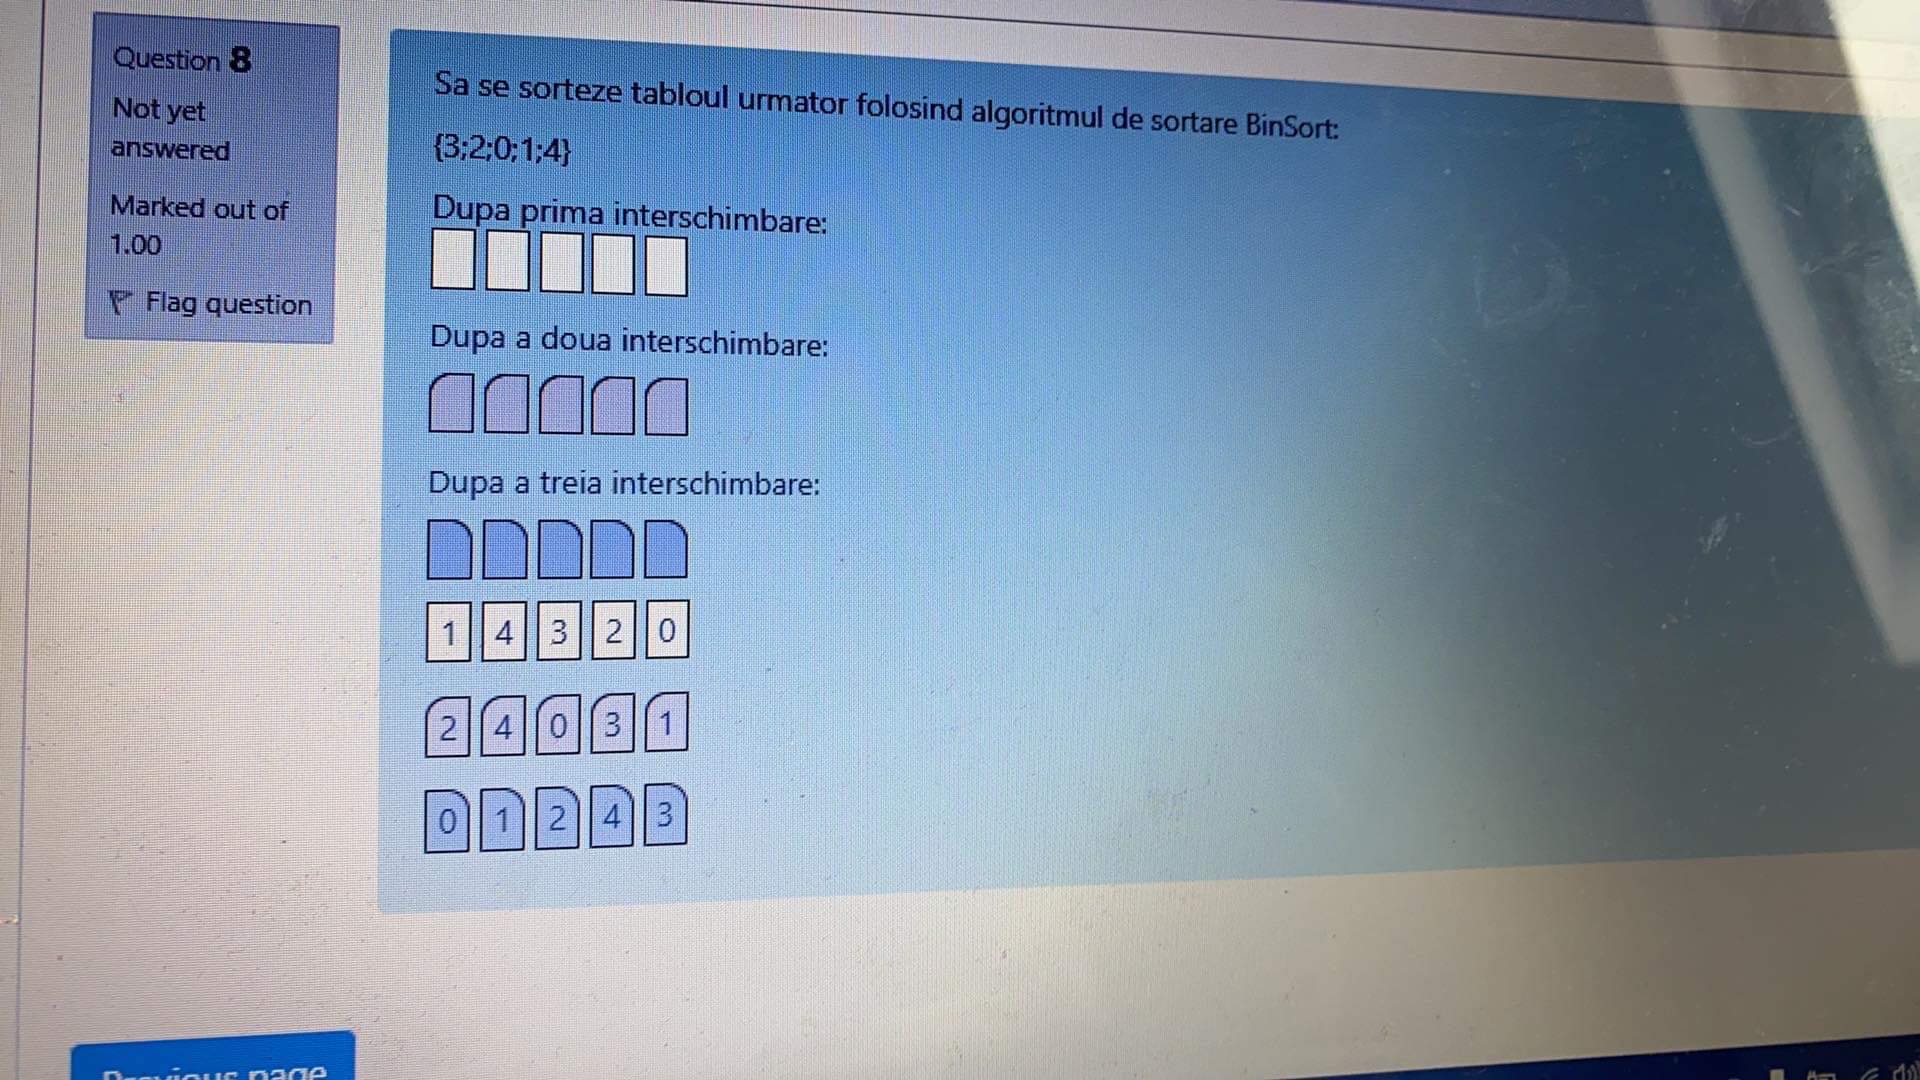 Question 8
Not yet
answered
Marked out of
1.00
Flag question
Sa se sorteze tabloul urmator folosind algoritmul de sortare BinSort:
{3;2;0;1;4}
Dupa prima interschimbare:
Dupa a doua interschimbare:
Dupa a treia interschimbare:
1 4 3 2 0
2 4 0 3 1
0 1 2 4 3
Previous page